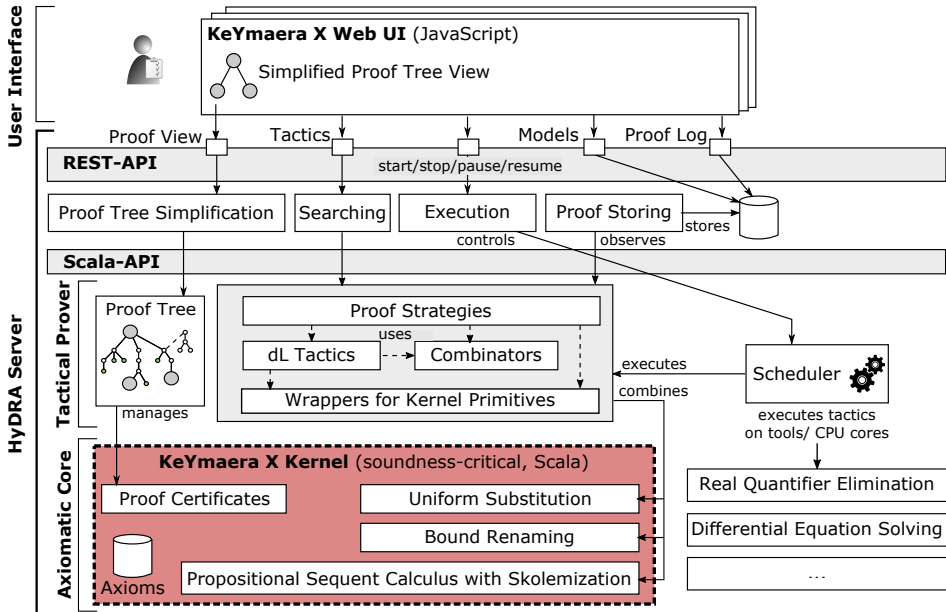 User Interface
KeYmaera X Web UI (JavaScript)
Simplified Proof Tree View
Proof View
Tactics
Models
Proof Log
HyDRA Server
REST-API
start/stop/pause/resume
Proof Tree Simplification
Searching
Execution
Proof Storing
stores
controls
observes
Scala-API
Tactical Prover
Proof Tree
manages
Proof Strategies
uses
dL Tactics
Combinators
Wrappers for Kernel Primitives
executes
combines
Scheduler
executes tactics
on tools/ CPU cores
Axiomatic Core
KeYmaera X Kernel (soundness-critical, Scala)
Proof Certificates
Uniform Substitution
Bound Renaming
Axioms
Propositional Sequent Calculus with Skolemization
Real Quantifier Elimination
Differential Equation Solving
...